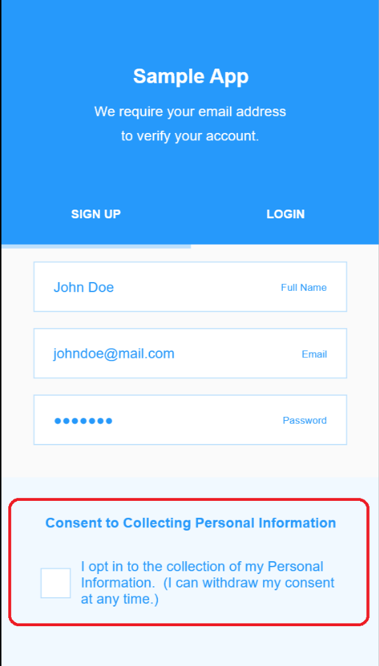 Sample App
We require your email address
to verify your account.
SIGN UP
LOGIN
John Doe
Full Name
johndoe@mail.com
Email
●●●●●●●
Password
Consent to Collecting Personal Information
I opt in to the collection of my Personal
Information.  (I can withdraw my consent
at any time.)